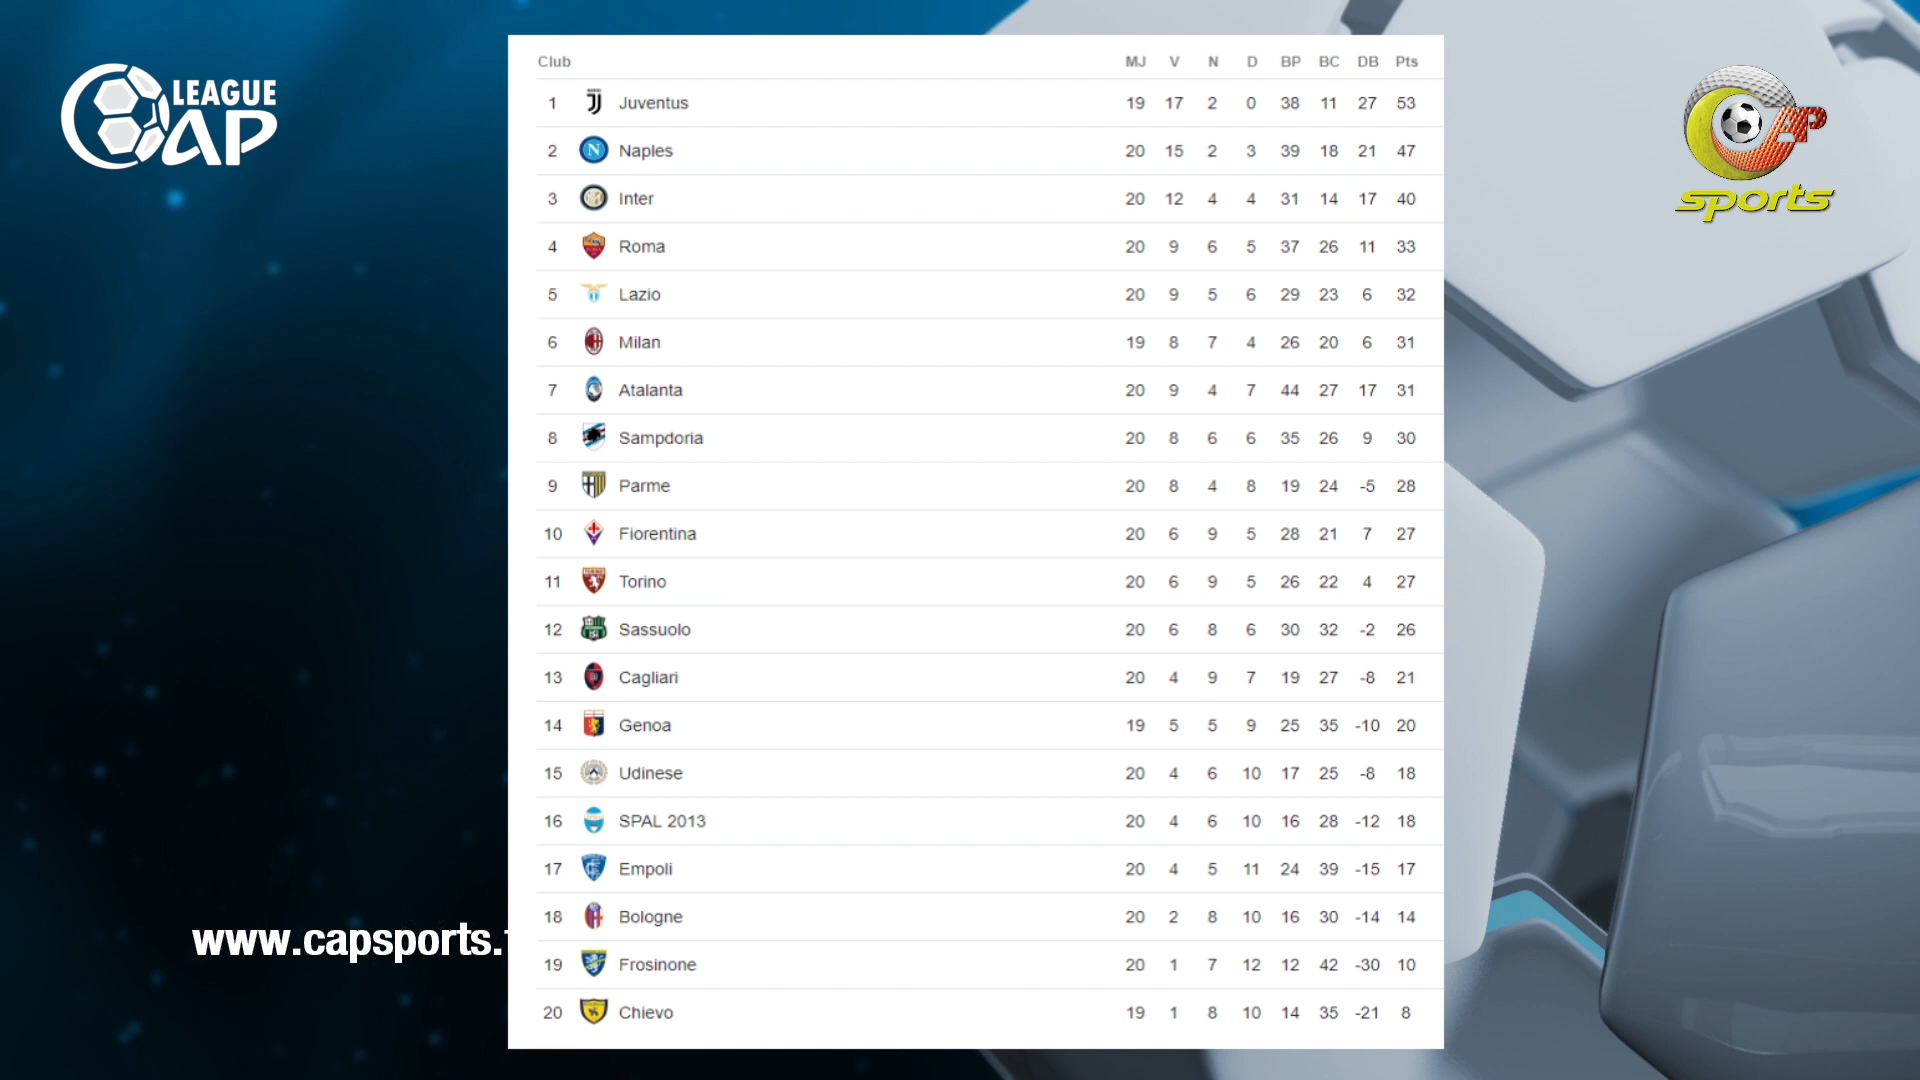 LEAGUE
CAP
CAP
sports
Club MJ V N D BP BC DB Pts
1 Juventus 19 17 2 0 38 11 27 53
2 Naples 20 15 2 3 39 18 21 47
3 Inter 20 12 4 4 31 14 17 40
4 Roma 20 9 6 5 37 26 11 33
5 Lazio 20 9 5 6 29 23 6 32
6 Milan 19 8 7 4 26 20 6 31
7 Atalanta 20 9 4 7 44 27 17 31
8 Sampdoria 20 8 6 6 35 26 9 30
9 Parme 20 8 4 8 19 24 -5 28
10 Fiorentina 20 6 9 5 28 21 7 27
11 Torino 20 6 9 5 26 22 4 27
12 Sassuolo 20 6 8 6 30 32 -2 26
13 Cagliari 20 4 9 7 19 27 -8 21
14 Genoa 19 5 5 9 25 35 -10 20
15 Udinese 20 4 6 10 17 25 -8 18
16 SPAL 2013 20 4 6 10 16 28 -12 18
17 Empoli 20 4 5 11 24 39 -15 17
18 Bologne 20 2 8 10 16 30 -14 14
19 Frosinone 20 1 7 12 12 42 -30 10
20 Chievo 19 1 8 10 14 35 -21 8
www.capsports.